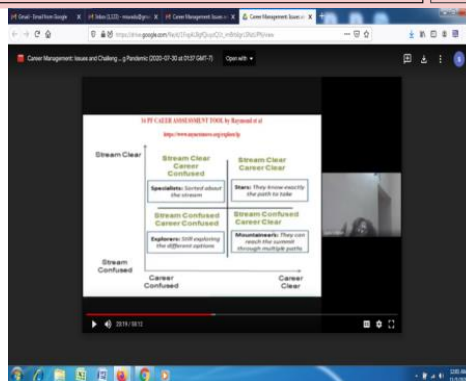 Gmail - Email from Google
Career Management: Issues and Challeng ... g Pandemic (2020-07-30 at 01:37 GMT-7)
Open with
16 PF CAREER ASSESSMENT TOOL by Raymond et al
Stream Clear
Stream Clear
Career
Confused
Stream Clear
Career Clear
Specialists: Sorted about
the stream
Stars: They know exactly
the path to take
Stream Confused
Career Confused
Stream Confused
Career Clear
Explorers: Still exploring
the different options
Mountaineers: They can
reach the summit
through multiple paths
Stream
Confused
Career
Confused
Career
Clear